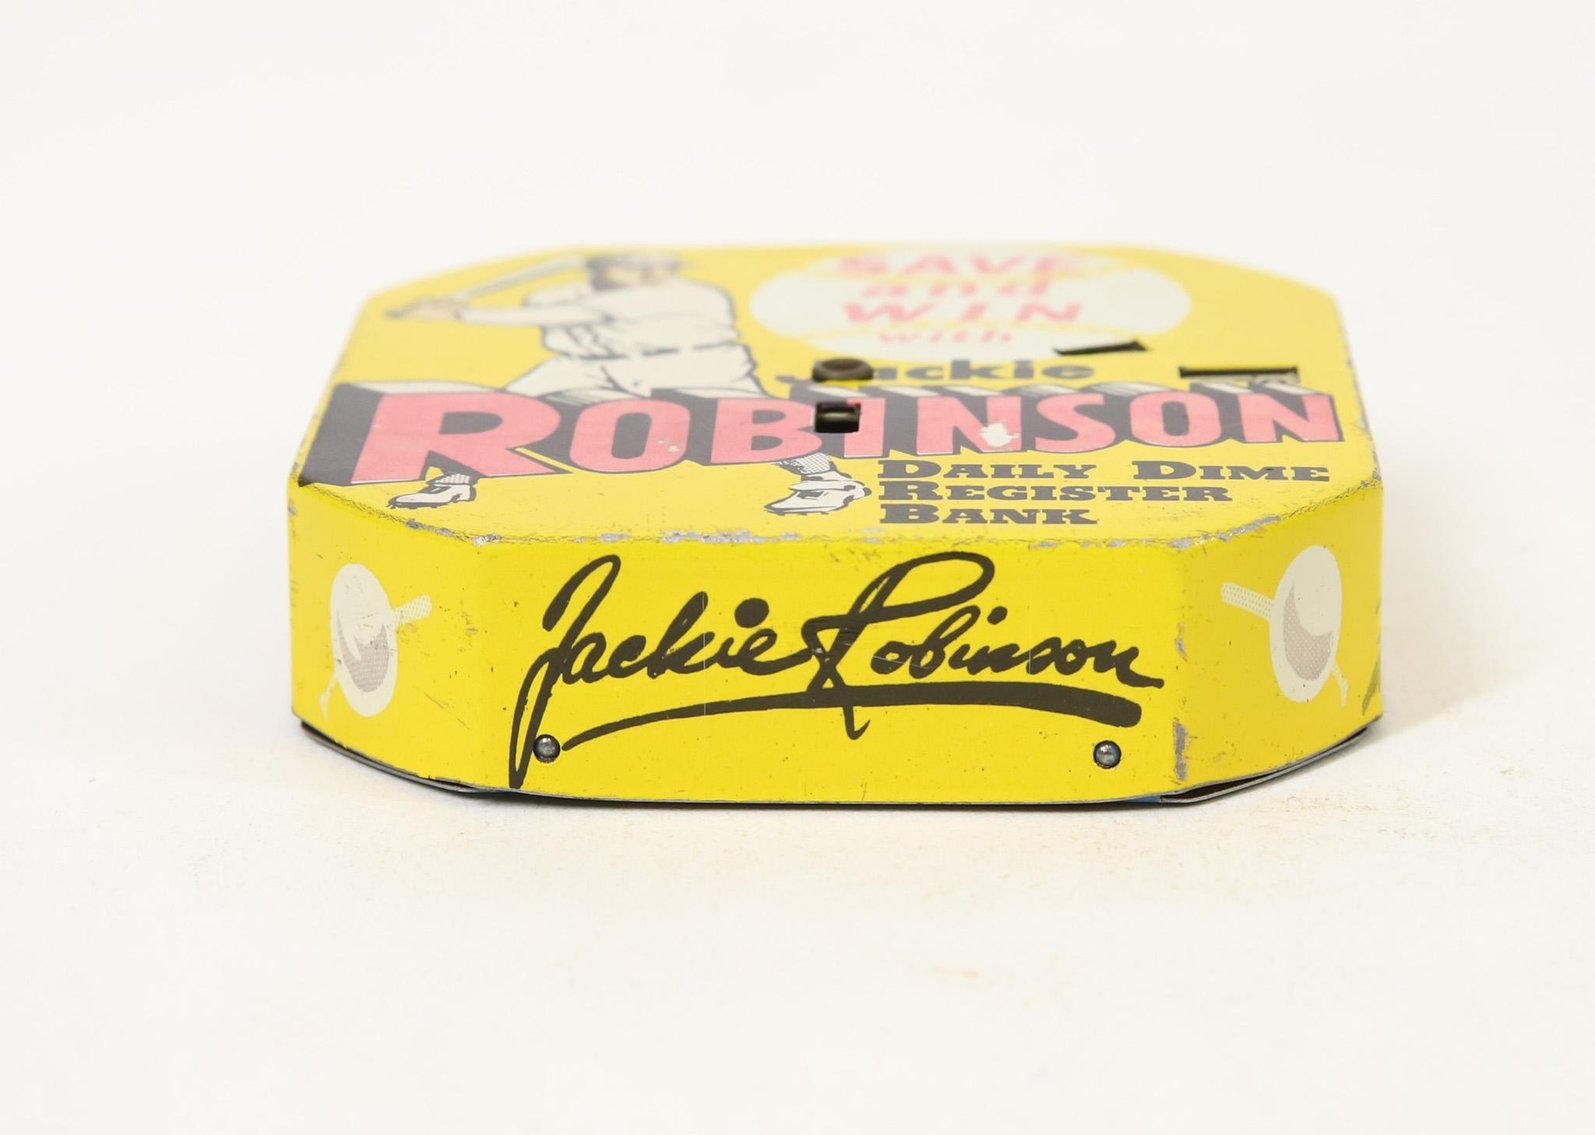 SAVE
and
WIN
with
Jackie
ROBINSON
DAILY DIME
REGISTER
BANK
Jackie Robinson